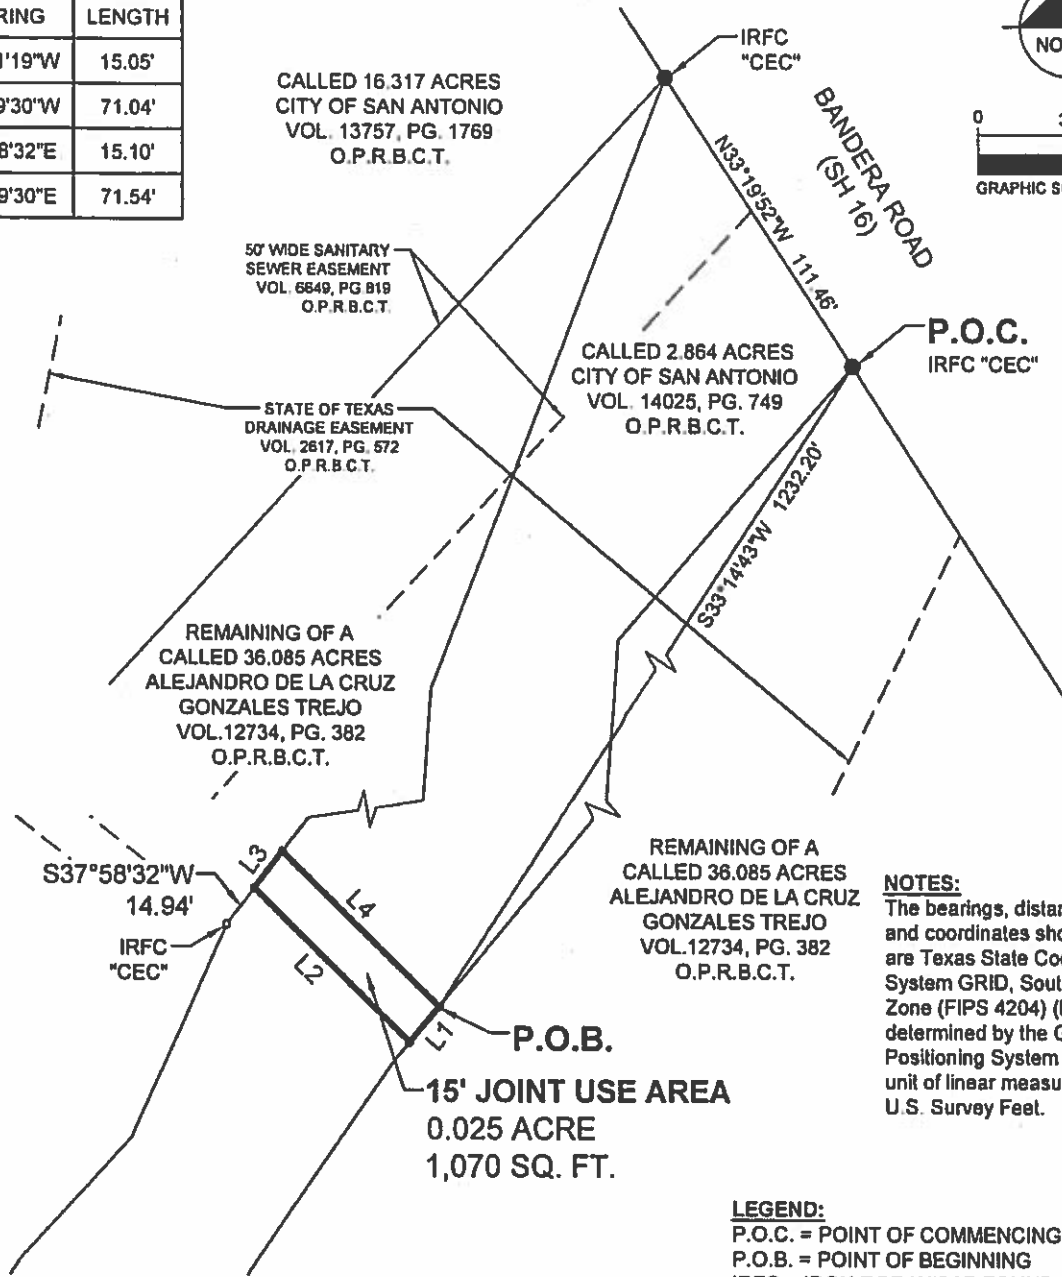 RING LENGTH
1'19"W 15.05'
9'30"W 71.04'
8'32"E 15.10'
9'30"E 71.54'
CALLED 16.317 ACRES
CITY OF SAN ANTONIO
VOL. 13757, PG. 1769
O.P.R.B.C.T.
IRFC
"CEC"
NO
0 3
GRAPHIC S
BANDERA ROAD
(SH 16)
N33°19'52"W 111.46'
50' WIDE SANITARY
SEWER EASEMENT
VOL. 6649, PG 819
O.P.R.B.C.T.
P.O.C.
IRFC "CEC"
CALLED 2.864 ACRES
CITY OF SAN ANTONIO
VOL. 14025, PG. 749
O.P.R.B.C.T.
STATE OF TEXAS
DRAINAGE EASEMENT
VOL. 2617, PG. 572
O.P.R.B.C.T.
S33°14'43"W 1232.20'
REMAINING OF A
CALLED 36.085 ACRES
ALEJANDRO DE LA CRUZ
GONZALES TREJO
VOL.12734, PG. 382
O.P.R.B.C.T.
S37°58'32"W
14.94'
IRFC
"CEC"
L3
L4
L2
L1
REMAINING OF A
CALLED 36.085 ACRES
ALEJANDRO DE LA CRUZ
GONZALES TREJO
VOL.12734, PG. 382
O.P.R.B.C.T.
NOTES:
The bearings, distan
and coordinates sho
are Texas State Coo
System GRID, Sout
Zone (FIPS 4204) (
determined by the G
Positioning System
unit of linear measu
U.S. Survey Feet.
P.O.B.
15' JOINT USE AREA
0.025 ACRE
1,070 SQ. FT.
LEGEND:
P.O.C. = POINT OF COMMENCING
P.O.B. = POINT OF BEGINNING